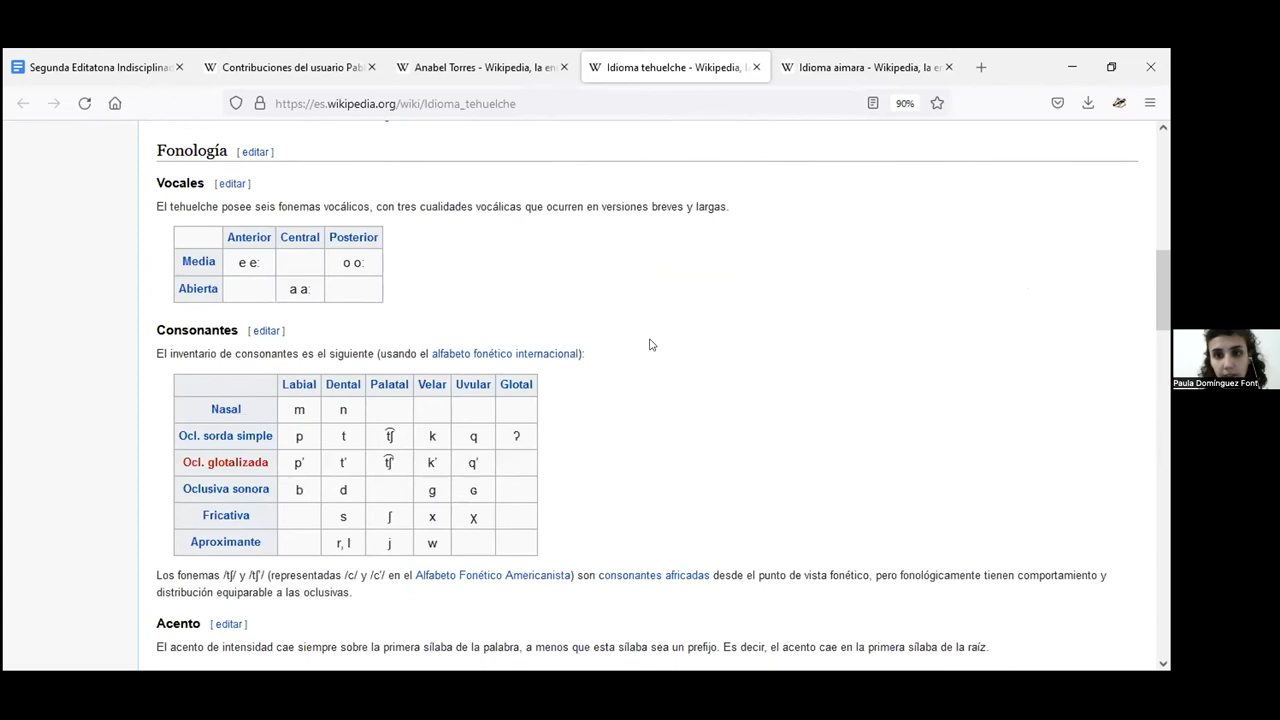 Segunda Editatona Indisciplinad
Contribuciones del usuario Pabl
Anabel Torres - Wikipedia, la en
Idioma tehuelche - Wikipedia, l
Idioma aimara - Wikipedia, la en
https://es.wikipedia.org/wiki/Idioma_tehuelche
90%
Fonología [ editar ]
Vocales [ editar ]
El tehuelche posee seis fonemas vocálicos, con tres cualidades vocálicas que ocurren en versiones breves y largas.
Anterior Central Posterior
Media e eː o oː
Abierta a aː
Consonantes [ editar ]
El inventario de consonantes es el siguiente (usando el alfabeto fonético internacional):
Labial Dental Palatal Velar Uvular Glotal
Nasal m n
Ocl. sorda simple p t t͡ʃ k q ʔ
Ocl. glotalizada p' t' t͡ʃ' k' q'
Oclusiva sonora b d g ɢ
Fricativa s ʃ x χ
Aproximante r, l j w
Los fonemas /tʃ/ y /tʃ'/ (representadas /c/ y /c'/ en el Alfabeto Fonético Americanista) son consonantes africadas desde el punto de vista fonético, pero fonológicamente tienen comportamiento y
distribución equiparable a las oclusivas.
Acento [ editar ]
El acento de intensidad cae siempre sobre la primera sílaba de la palabra, a menos que esta sílaba sea un prefijo. Es decir, el acento cae en la primera sílaba de la raíz.
Paula Domínguez Font